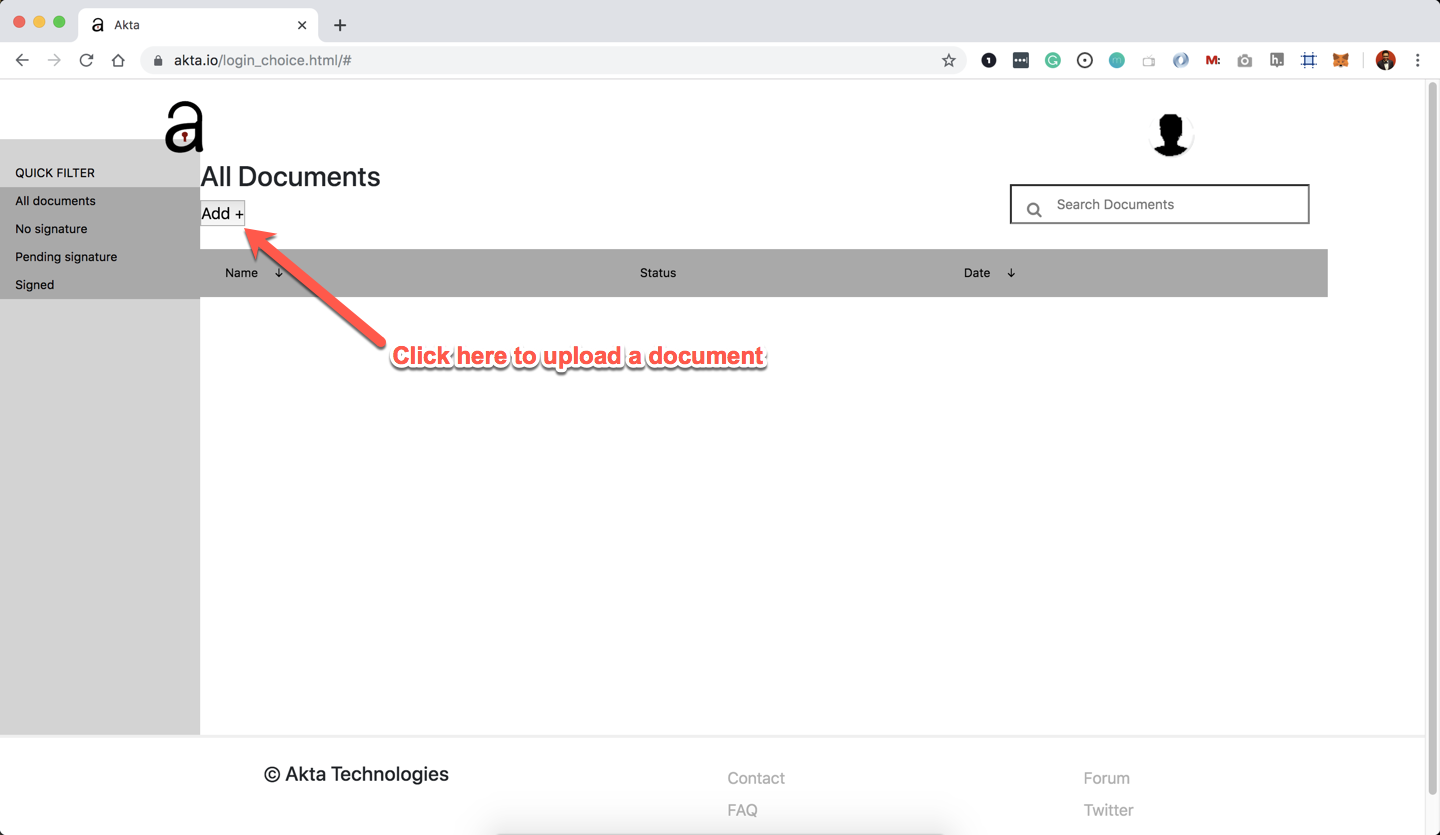 a Akta
akta.io/login_choice.html/#
M:
h.
a
QUICK FILTER
All documents
No signature
Pending signature
Signed
All Documents
Add +
Search Documents
Name ↓ Status Date ↓
Click here to upload a document
© Akta Technologies
Contact
FAQ
Forum
Twitter